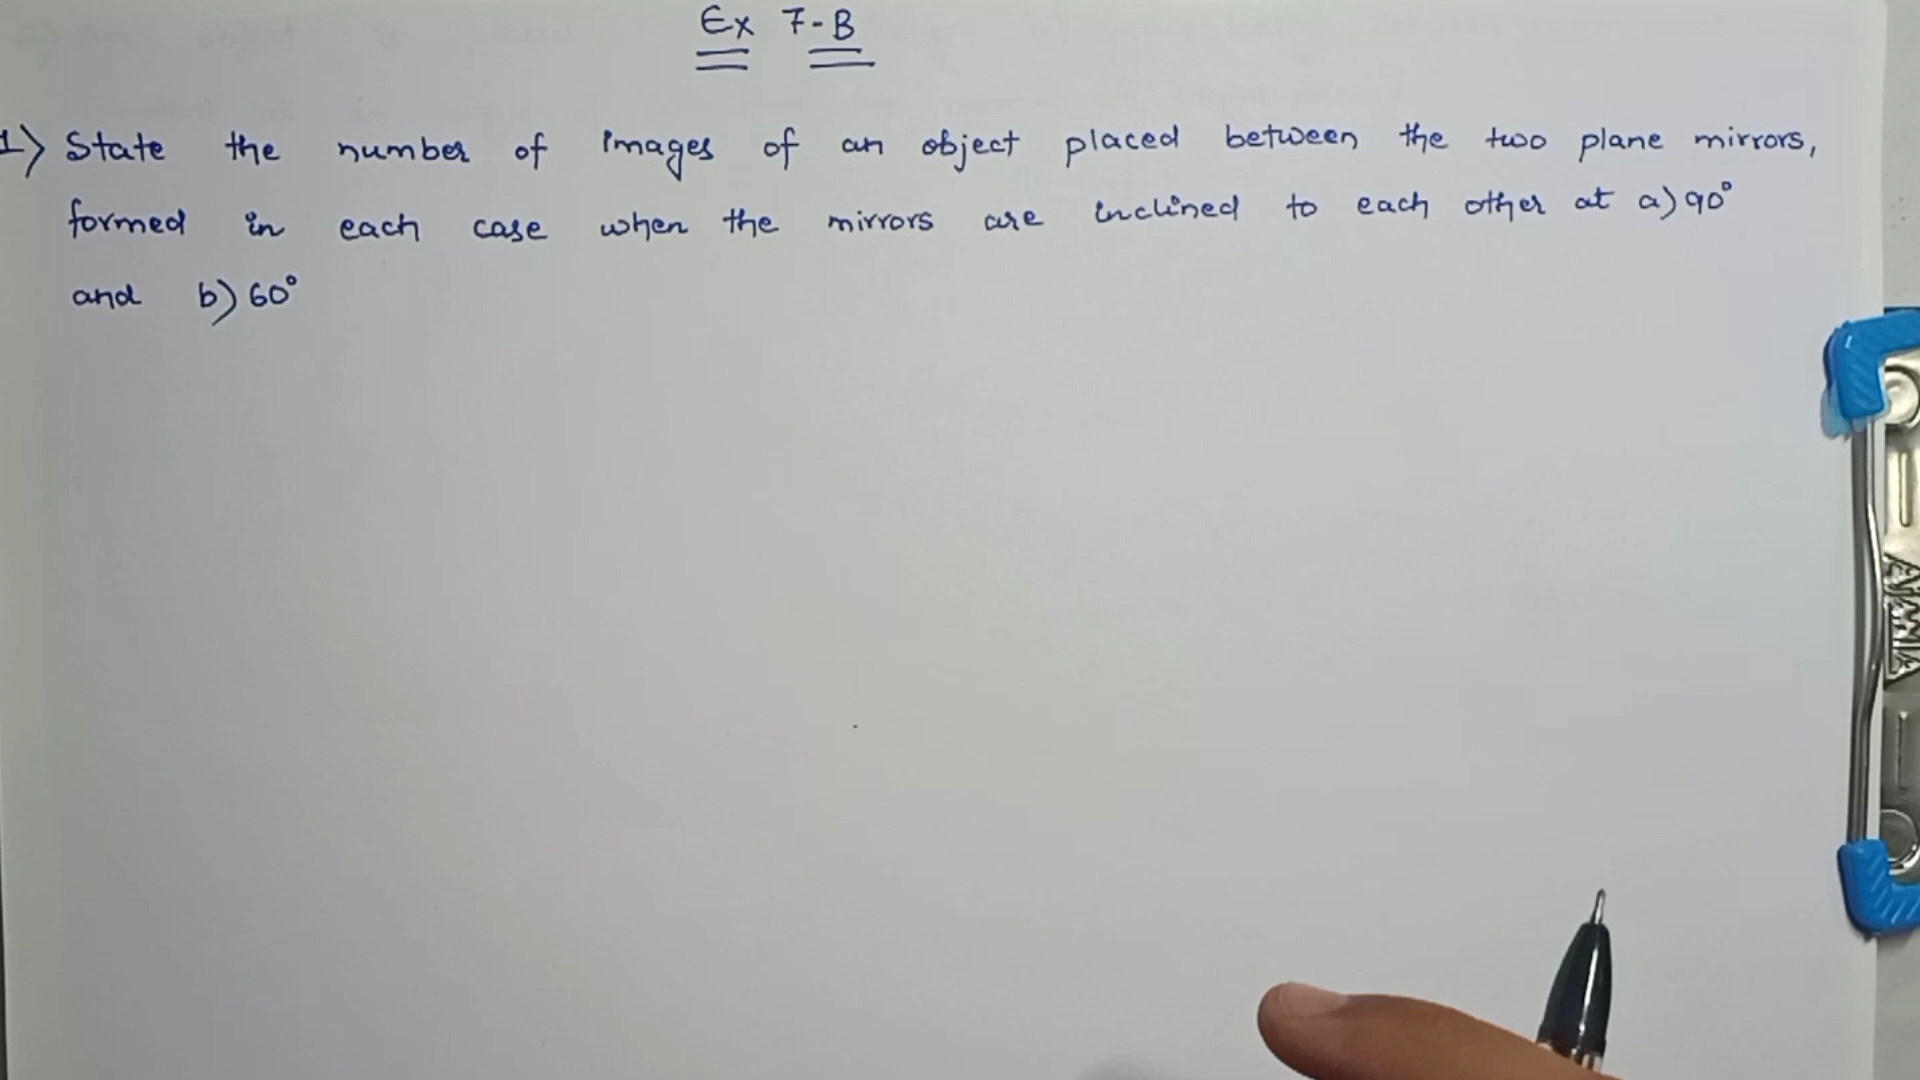 Ex 7-B
1) State the number of images of an object placed between the two plane mirrors,
formed in each case when the mirrors are inclined to each other at a) 90°
and b) 60°